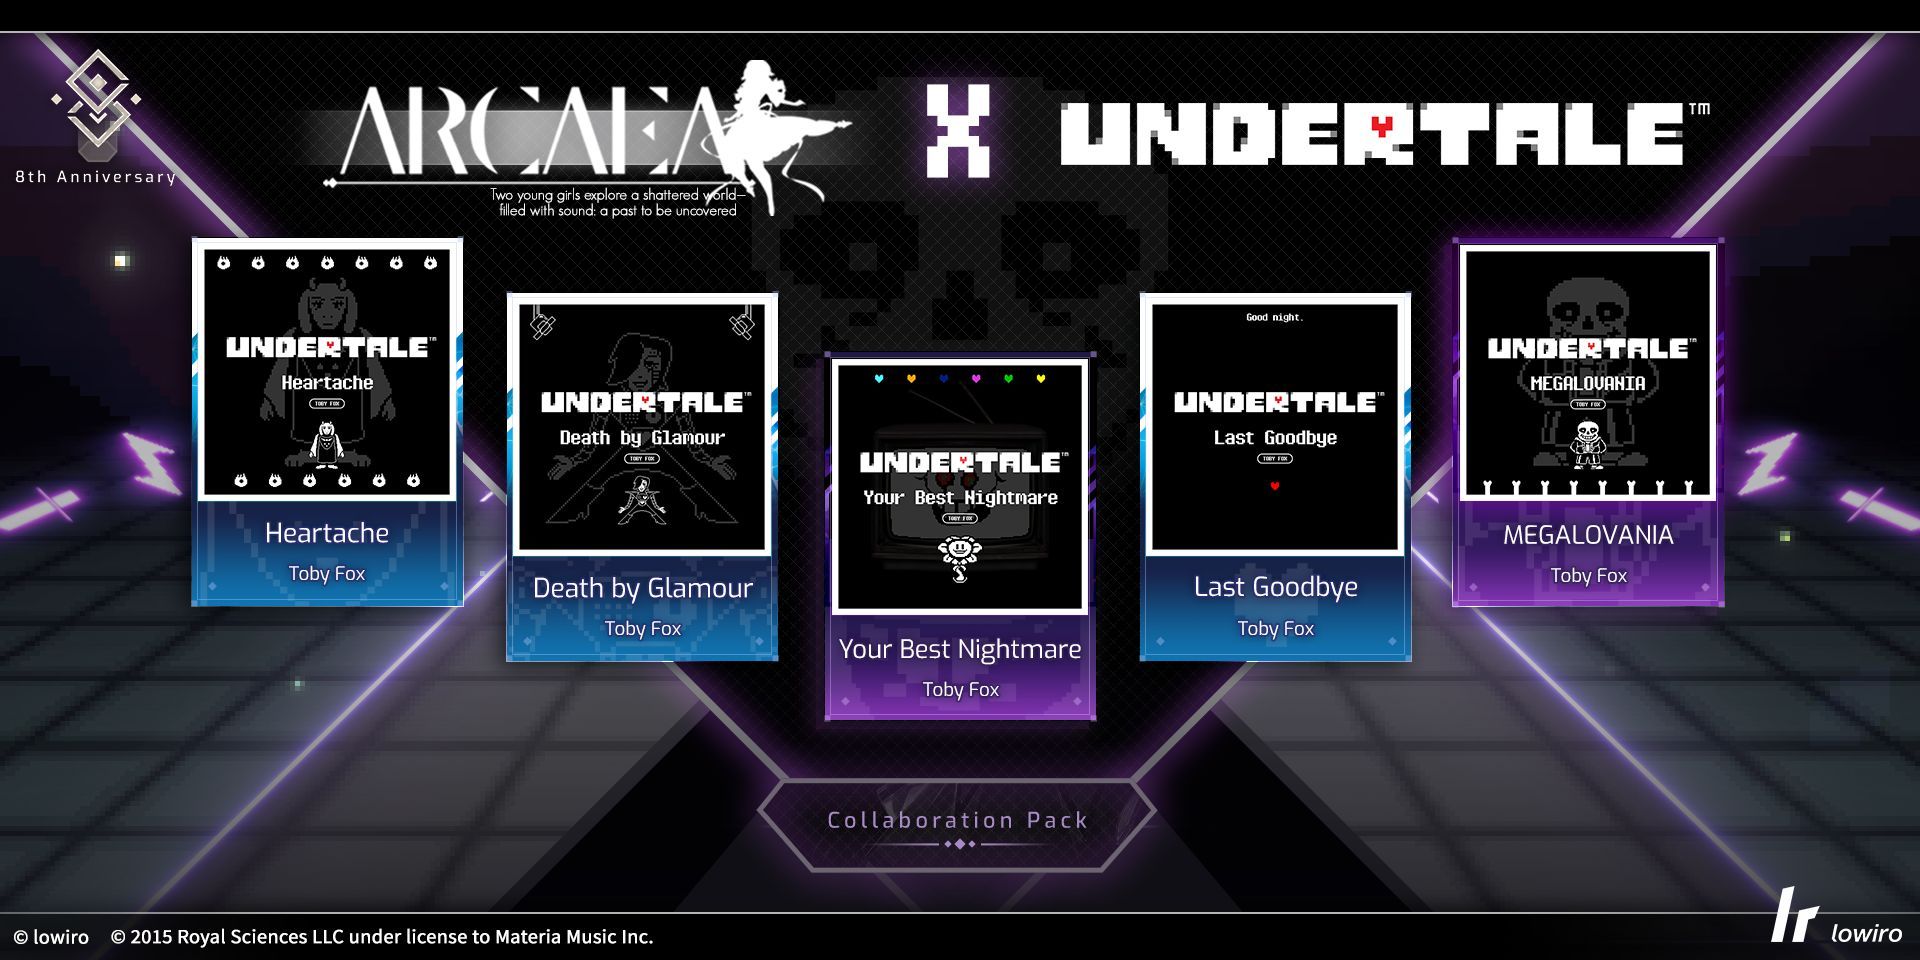 8th Anniversary
ARCAEA
Two young girls explore a shattered world—
filled with sound: a past to be uncovered
X
UNDERTALE™
UNDERTALE™
Heartache
TOBY FOX
Heartache
Toby Fox
UNDERTALE™
Death by Glamour
TOBY FOX
Death by Glamour
Toby Fox
UNDERTALE™
Your Best Nightmare
TOBY FOX
Your Best Nightmare
Toby Fox
Good night.
UNDERTALE™
Last Goodbye
TOBY FOX
Last Goodbye
Toby Fox
UNDERTALE™
MEGALOVANIA
TOBY FOX
MEGALOVANIA
Toby Fox
Collaboration Pack
© lowiro © 2015 Royal Sciences LLC under license to Materia Music Inc.
lowiro